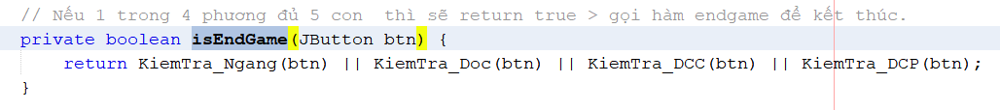 // Nếu 1 trong 4 phương đủ 5 con  thì sẽ return true > gọi hàm endgame để kết thúc.
private boolean isEndGame(JButton btn) {
    return KiemTra_Ngang(btn) || KiemTra_Doc(btn) || KiemTra_DCC(btn) || KiemTra_DCP(btn);
}